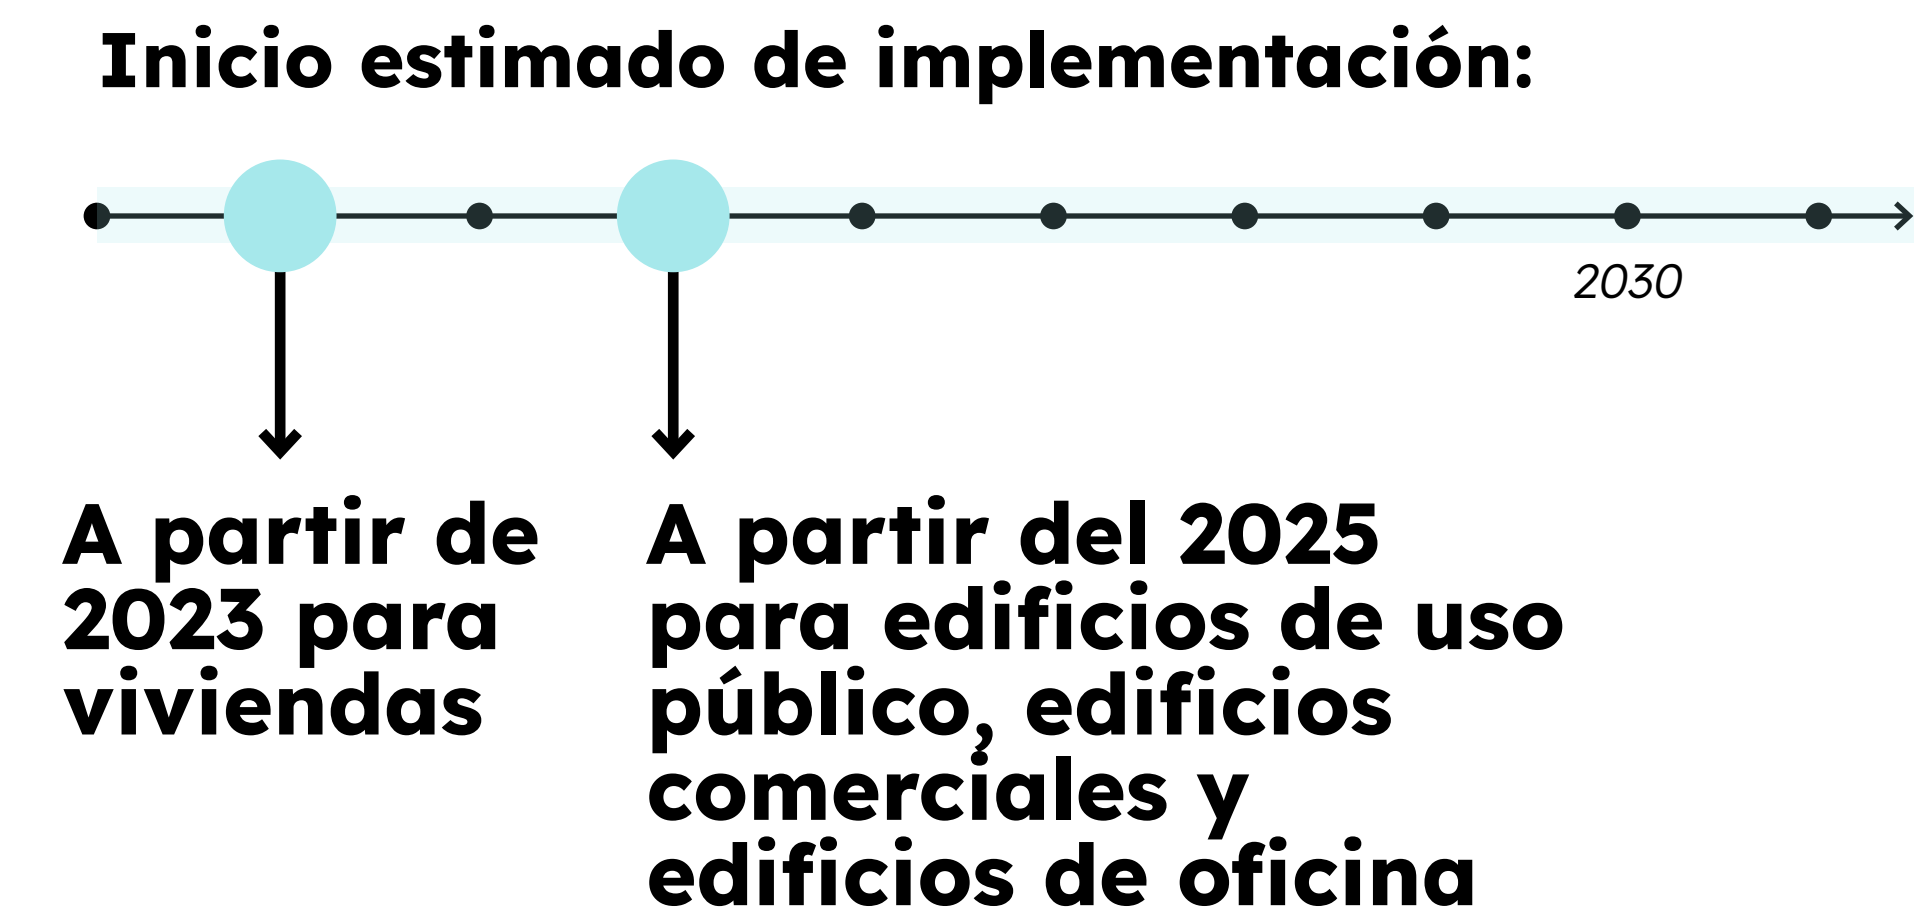 Inicio estimado de implementación:
2030
A partir de
2023 para
viviendas
A partir del 2025
para edificios de uso
público, edificios
comerciales y
edificios de oficina